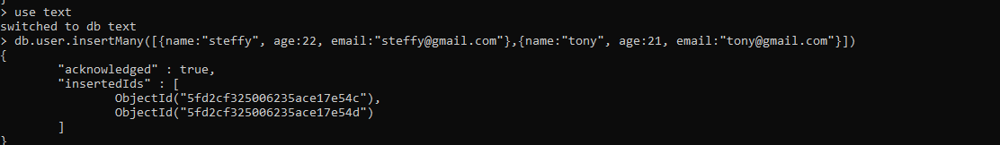 }
> use text
switched to db text
> db.user.insertMany([{name:"steffy", age:22, email:"steffy@gmail.com"},{name:"tony", age:21, email:"tony@gmail.com"}])
{
        "acknowledged" : true,
        "insertedIds" : [
                ObjectId("5fd2cf325006235ace17e54c"),
                ObjectId("5fd2cf325006235ace17e54d")
        ]
}